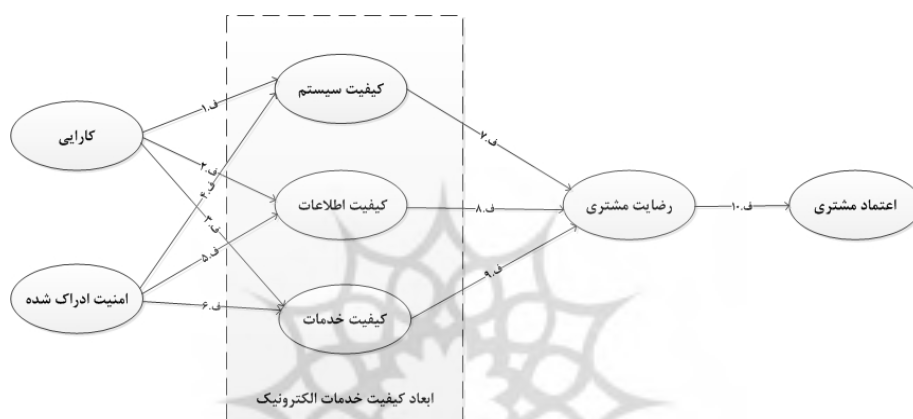 کیفیت سیستم
ف.۱
کارایی
ف.۷
ف.۲
ف.۴
کیفیت اطلاعات
ف.۸
رضایت مشتری
ف.۱۰
اعتماد مشتری
ف.۳
ف.۵
ف.۹
امنیت ادراک شده
ف.۶
کیفیت خدمات
ابعاد کیفیت خدمات الکترونیک